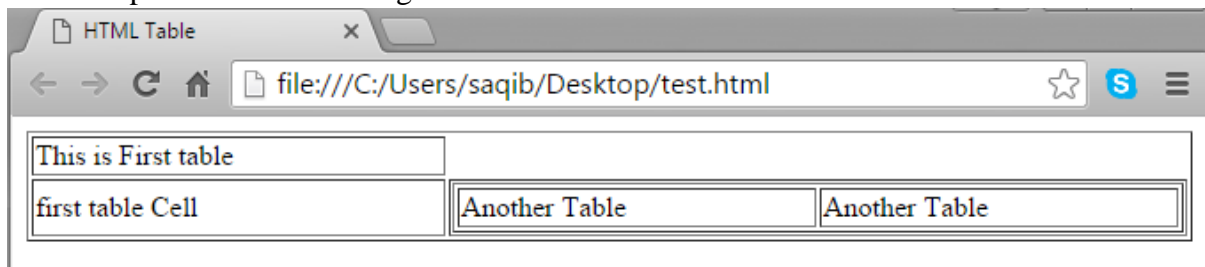 HTML Table
file:///C:/Users/saqib/Desktop/test.html
This is First table
first table Cell Another Table Another Table